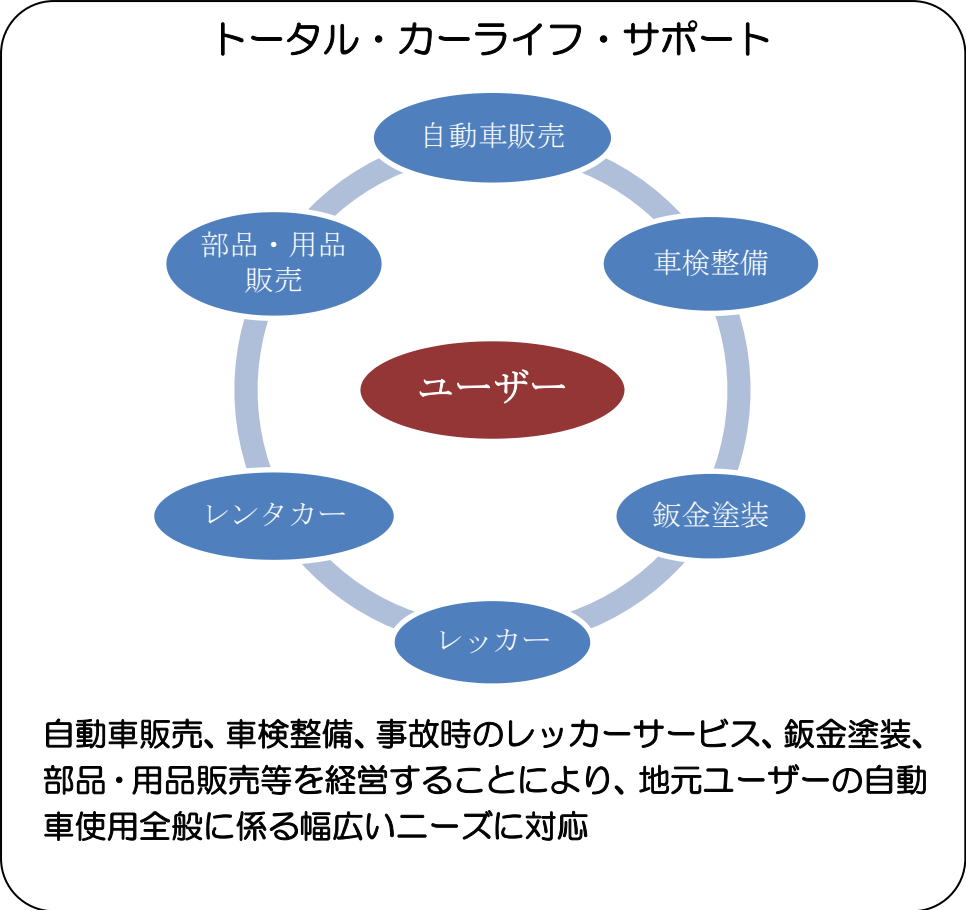 トータル・カーライフ・サポート
自動車販売
部品・用品
販売
車検整備
ユーザー
レンタカー
鈑金塗装
レッカー
自動車販売、車検整備、事故時のレッカーサービス、鈑金塗装、
部品・用品販売等を経営することにより、地元ユーザーの自動
車使用全般に係る幅広いニーズに対応